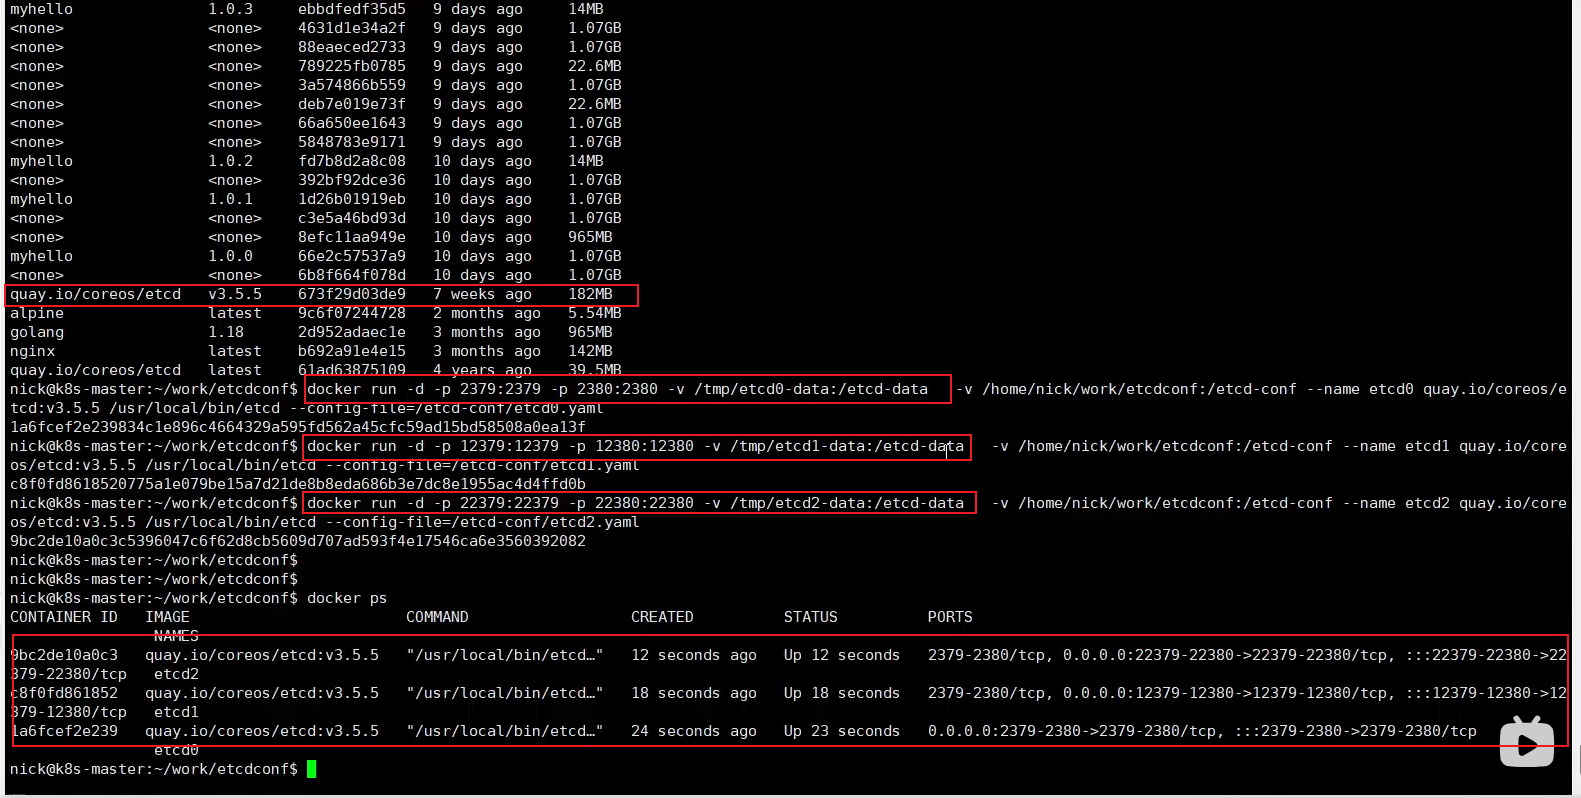 myhello 1.0.3 ebbdfedf35d5 9 days ago 14MB
<none> <none> 4631d1e34a2f 9 days ago 1.07GB
<none> <none> 88eaeced2733 9 days ago 1.07GB
<none> <none> 789225fb0785 9 days ago 22.6MB
<none> <none> 3a574866b559 9 days ago 1.07GB
<none> <none> deb7e019e73f 9 days ago 22.6MB
<none> <none> 66a650ee1643 9 days ago 1.07GB
<none> <none> 5848783e9171 9 days ago 1.07GB
myhello 1.0.2 fd7b8d2a8c08 10 days ago 14MB
<none> <none> 392bf92dce36 10 days ago 1.07GB
myhello 1.0.1 1d26b01919eb 10 days ago 1.07GB
<none> <none> c3e5a46bd93d 10 days ago 1.07GB
<none> <none> 8efc11aa949e 10 days ago 965MB
myhello 1.0.0 66e2c57537a9 10 days ago 1.07GB
<none> <none> 6b8f664f078d 10 days ago 1.07GB
quay.io/coreos/etcd v3.5.5 673f29d03de9 7 weeks ago 182MB
alpine latest 9c6f07244728 2 months ago 5.54MB
golang 1.18 2d952adaec1e 3 months ago 965MB
nginx latest b692a91e4e15 3 months ago 142MB
quay.io/coreos/etcd latest 61ad63875109 4 years ago 39.5MB
nick@k8s-master:~/work/etcdconf$ docker run -d -p 2379:2379 -p 2380:2380 -v /tmp/etcd0-data:/etcd-data -v /home/nick/work/etcdconf:/etcd-conf --name etcd0 quay.io/coreos/e
tcd:v3.5.5 /usr/local/bin/etcd --config-file=/etcd-conf/etcd0.yaml
1a6fcef2e239834c1e896c4664329a595fd562a45cfc59ad15bd58508a0ea13f
nick@k8s-master:~/work/etcdconf$ docker run -d -p 12379:12379 -p 12380:12380 -v /tmp/etcd1-data:/etcd-data -v /home/nick/work/etcdconf:/etcd-conf --name etcd1 quay.io/core
os/etcd:v3.5.5 /usr/local/bin/etcd --config-file=/etcd-conf/etcd1.yaml
c8f0fd8618520775a1e079be15a7d21de8b8eda686b3e7dc8e1955ac4d4ffd0b
nick@k8s-master:~/work/etcdconf$ docker run -d -p 22379:22379 -p 22380:22380 -v /tmp/etcd2-data:/etcd-data -v /home/nick/work/etcdconf:/etcd-conf --name etcd2 quay.io/core
os/etcd:v3.5.5 /usr/local/bin/etcd --config-file=/etcd-conf/etcd2.yaml
9bc2de10a0c3c5396047c6f62d8cb5609d707ad593f4e17546ca6e3560392082
nick@k8s-master:~/work/etcdconf$
nick@k8s-master:~/work/etcdconf$
nick@k8s-master:~/work/etcdconf$ docker ps
CONTAINER ID IMAGE COMMAND CREATED STATUS PORTS
NAMES
9bc2de10a0c3 quay.io/coreos/etcd:v3.5.5 "/usr/local/bin/etcd…" 12 seconds ago Up 12 seconds 2379-2380/tcp, 0.0.0.0:22379-22380->22379-22380/tcp, :::22379-22380->22
379-22380/tcp etcd2
c8f0fd861852 quay.io/coreos/etcd:v3.5.5 "/usr/local/bin/etcd…" 18 seconds ago Up 18 seconds 2379-2380/tcp, 0.0.0.0:12379-12380->12379-12380/tcp, :::12379-12380->12
379-12380/tcp etcd1
1a6fcef2e239 quay.io/coreos/etcd:v3.5.5 "/usr/local/bin/etcd…" 24 seconds ago Up 23 seconds 0.0.0.0:2379-2380->2379-2380/tcp, :::2379-2380->2379-2380/tcp
etcd0
nick@k8s-master:~/work/etcdconf$